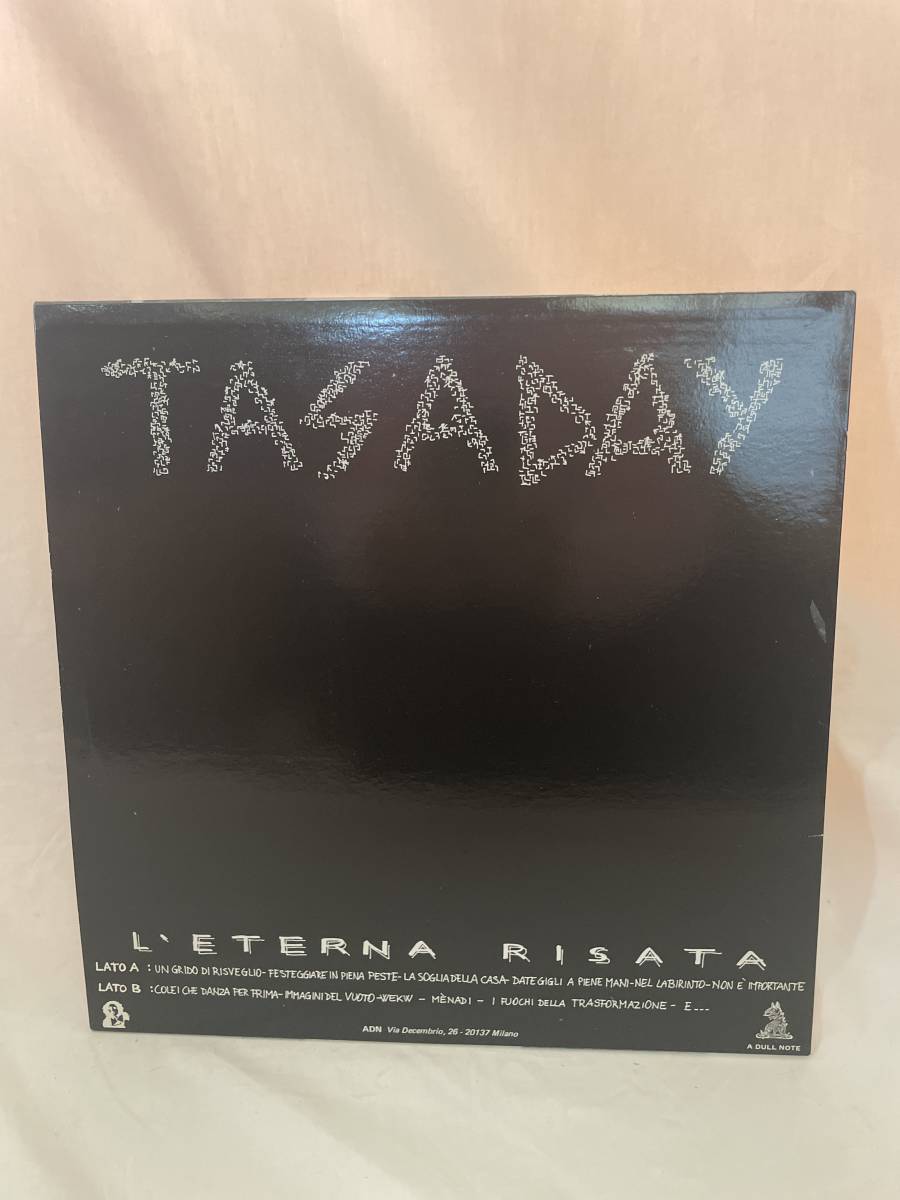 TASADAY
L'ETERNA RISATA
LATO A : UN GRIDO DI RISVEGLIO-FESTEGGIARE IN PIENA PESTE-LA SOGLIA DELLA CASA-DATE GIGLI A PIENE MANI-NEL LABIRINTO-NON È IMPORTANTE
LATO B : COLEI CHE DANZA PER PRIMA-IMMAGINI DEL VUOTO-WEKW - MÈNADI - I FUOCHI DELLA TRASFORMAZIONE - E...
ADN Via Decembrio, 26 - 20137 Milano
A DULL NOTE